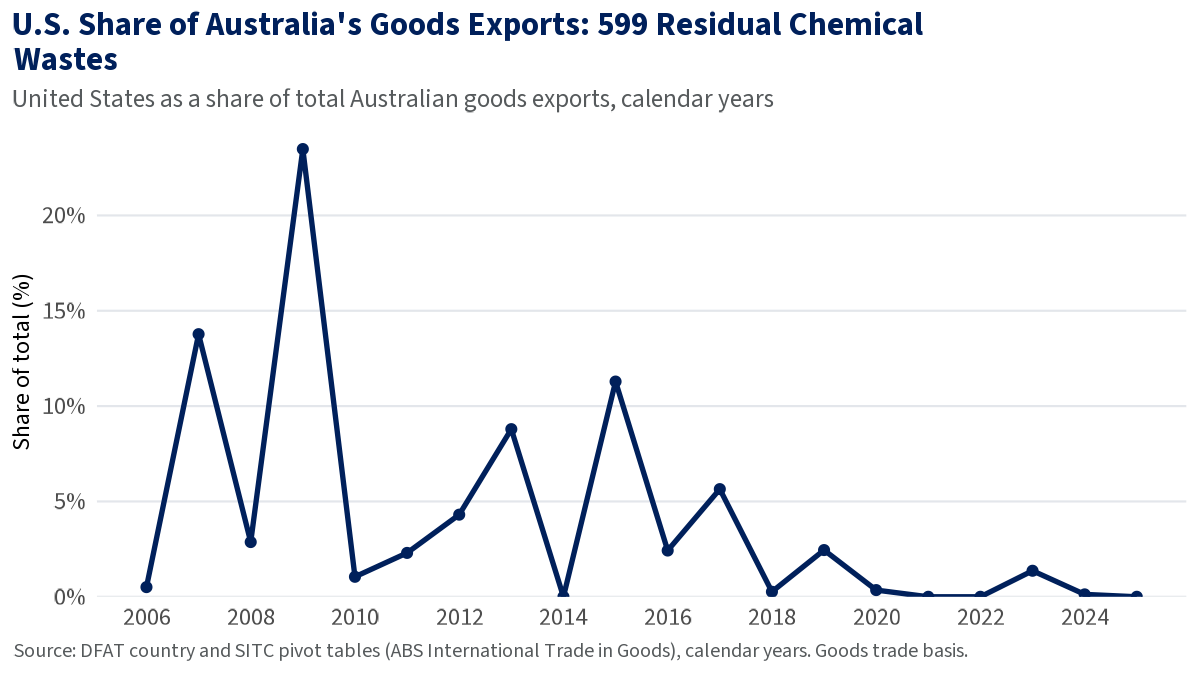 U.S. Share of Australia's Goods Exports: 599 Residual Chemical
Wastes
United States as a share of total Australian goods exports, calendar years
Share of total (%)
20%
15%
10%
5%
0%
2006 2008 2010 2012 2014 2016 2018 2020 2022 2024
Source: DFAT country and SITC pivot tables (ABS International Trade in Goods), calendar years. Goods trade basis.